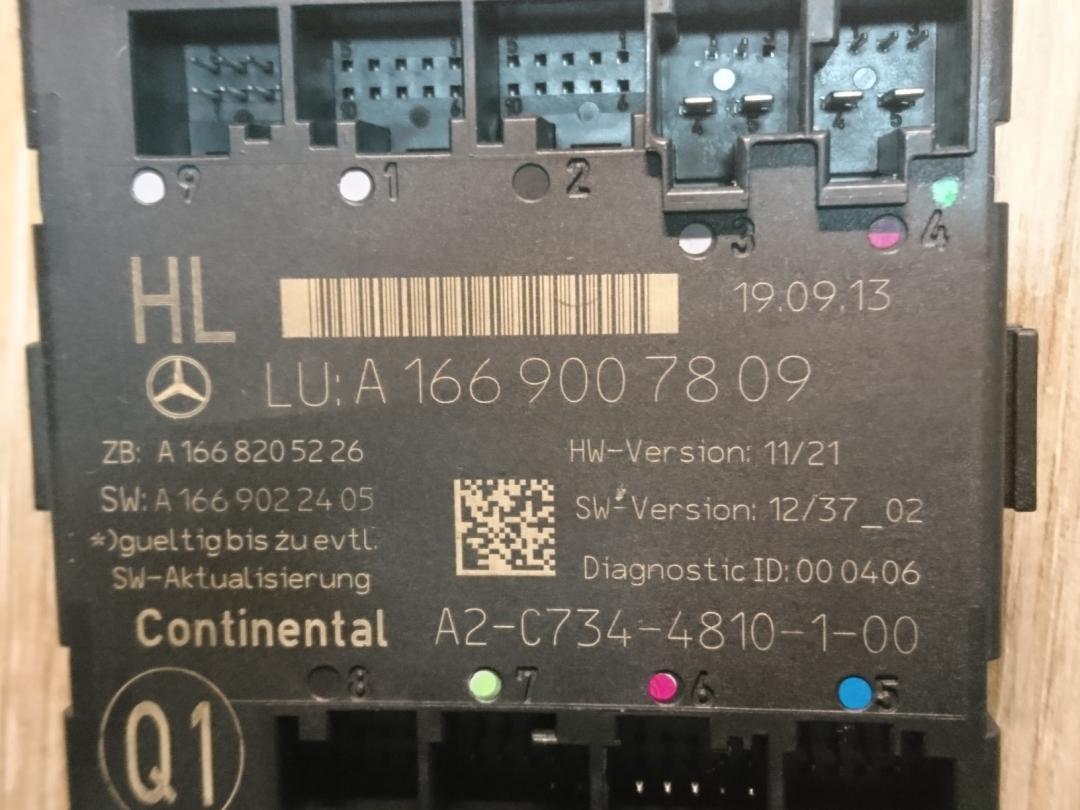 9 1 2 3 4
HL
19.09.13
LU: A 166 900 78 09
ZB: A 166 820 52 26
HW-Version: 11/21
SW: A 166 902 24 05
SW*-Version: 12/37_02
*)gueltig bis zu evtl.
SW-Aktualisierung
Diagnostic ID: 00 0406
Continental A2-C734-4810-1-00
8 7 6 5
Q1